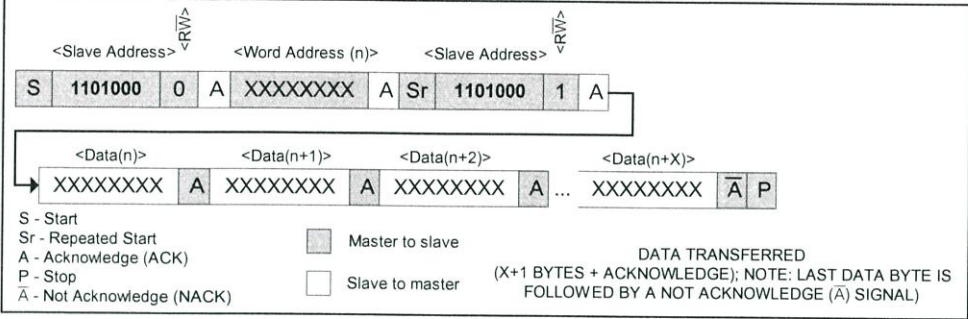 <RW̅> <RW̅>
<Slave Address> <Word Address (n)> <Slave Address>
S 1101000 0 A XXXXXXXX A Sr 1101000 1 A
<Data(n)> <Data(n+1)> <Data(n+2)> <Data(n+X)>
XXXXXXXX A XXXXXXXX A XXXXXXXX A ... XXXXXXXX A̅ P
S - Start
Sr - Repeated Start
A - Acknowledge (ACK)
P - Stop
A̅ - Not Acknowledge (NACK)
Master to slave
Slave to master
DATA TRANSFERRED
(X+1 BYTES + ACKNOWLEDGE); NOTE: LAST DATA BYTE IS
FOLLOWED BY A NOT ACKNOWLEDGE (A̅) SIGNAL)